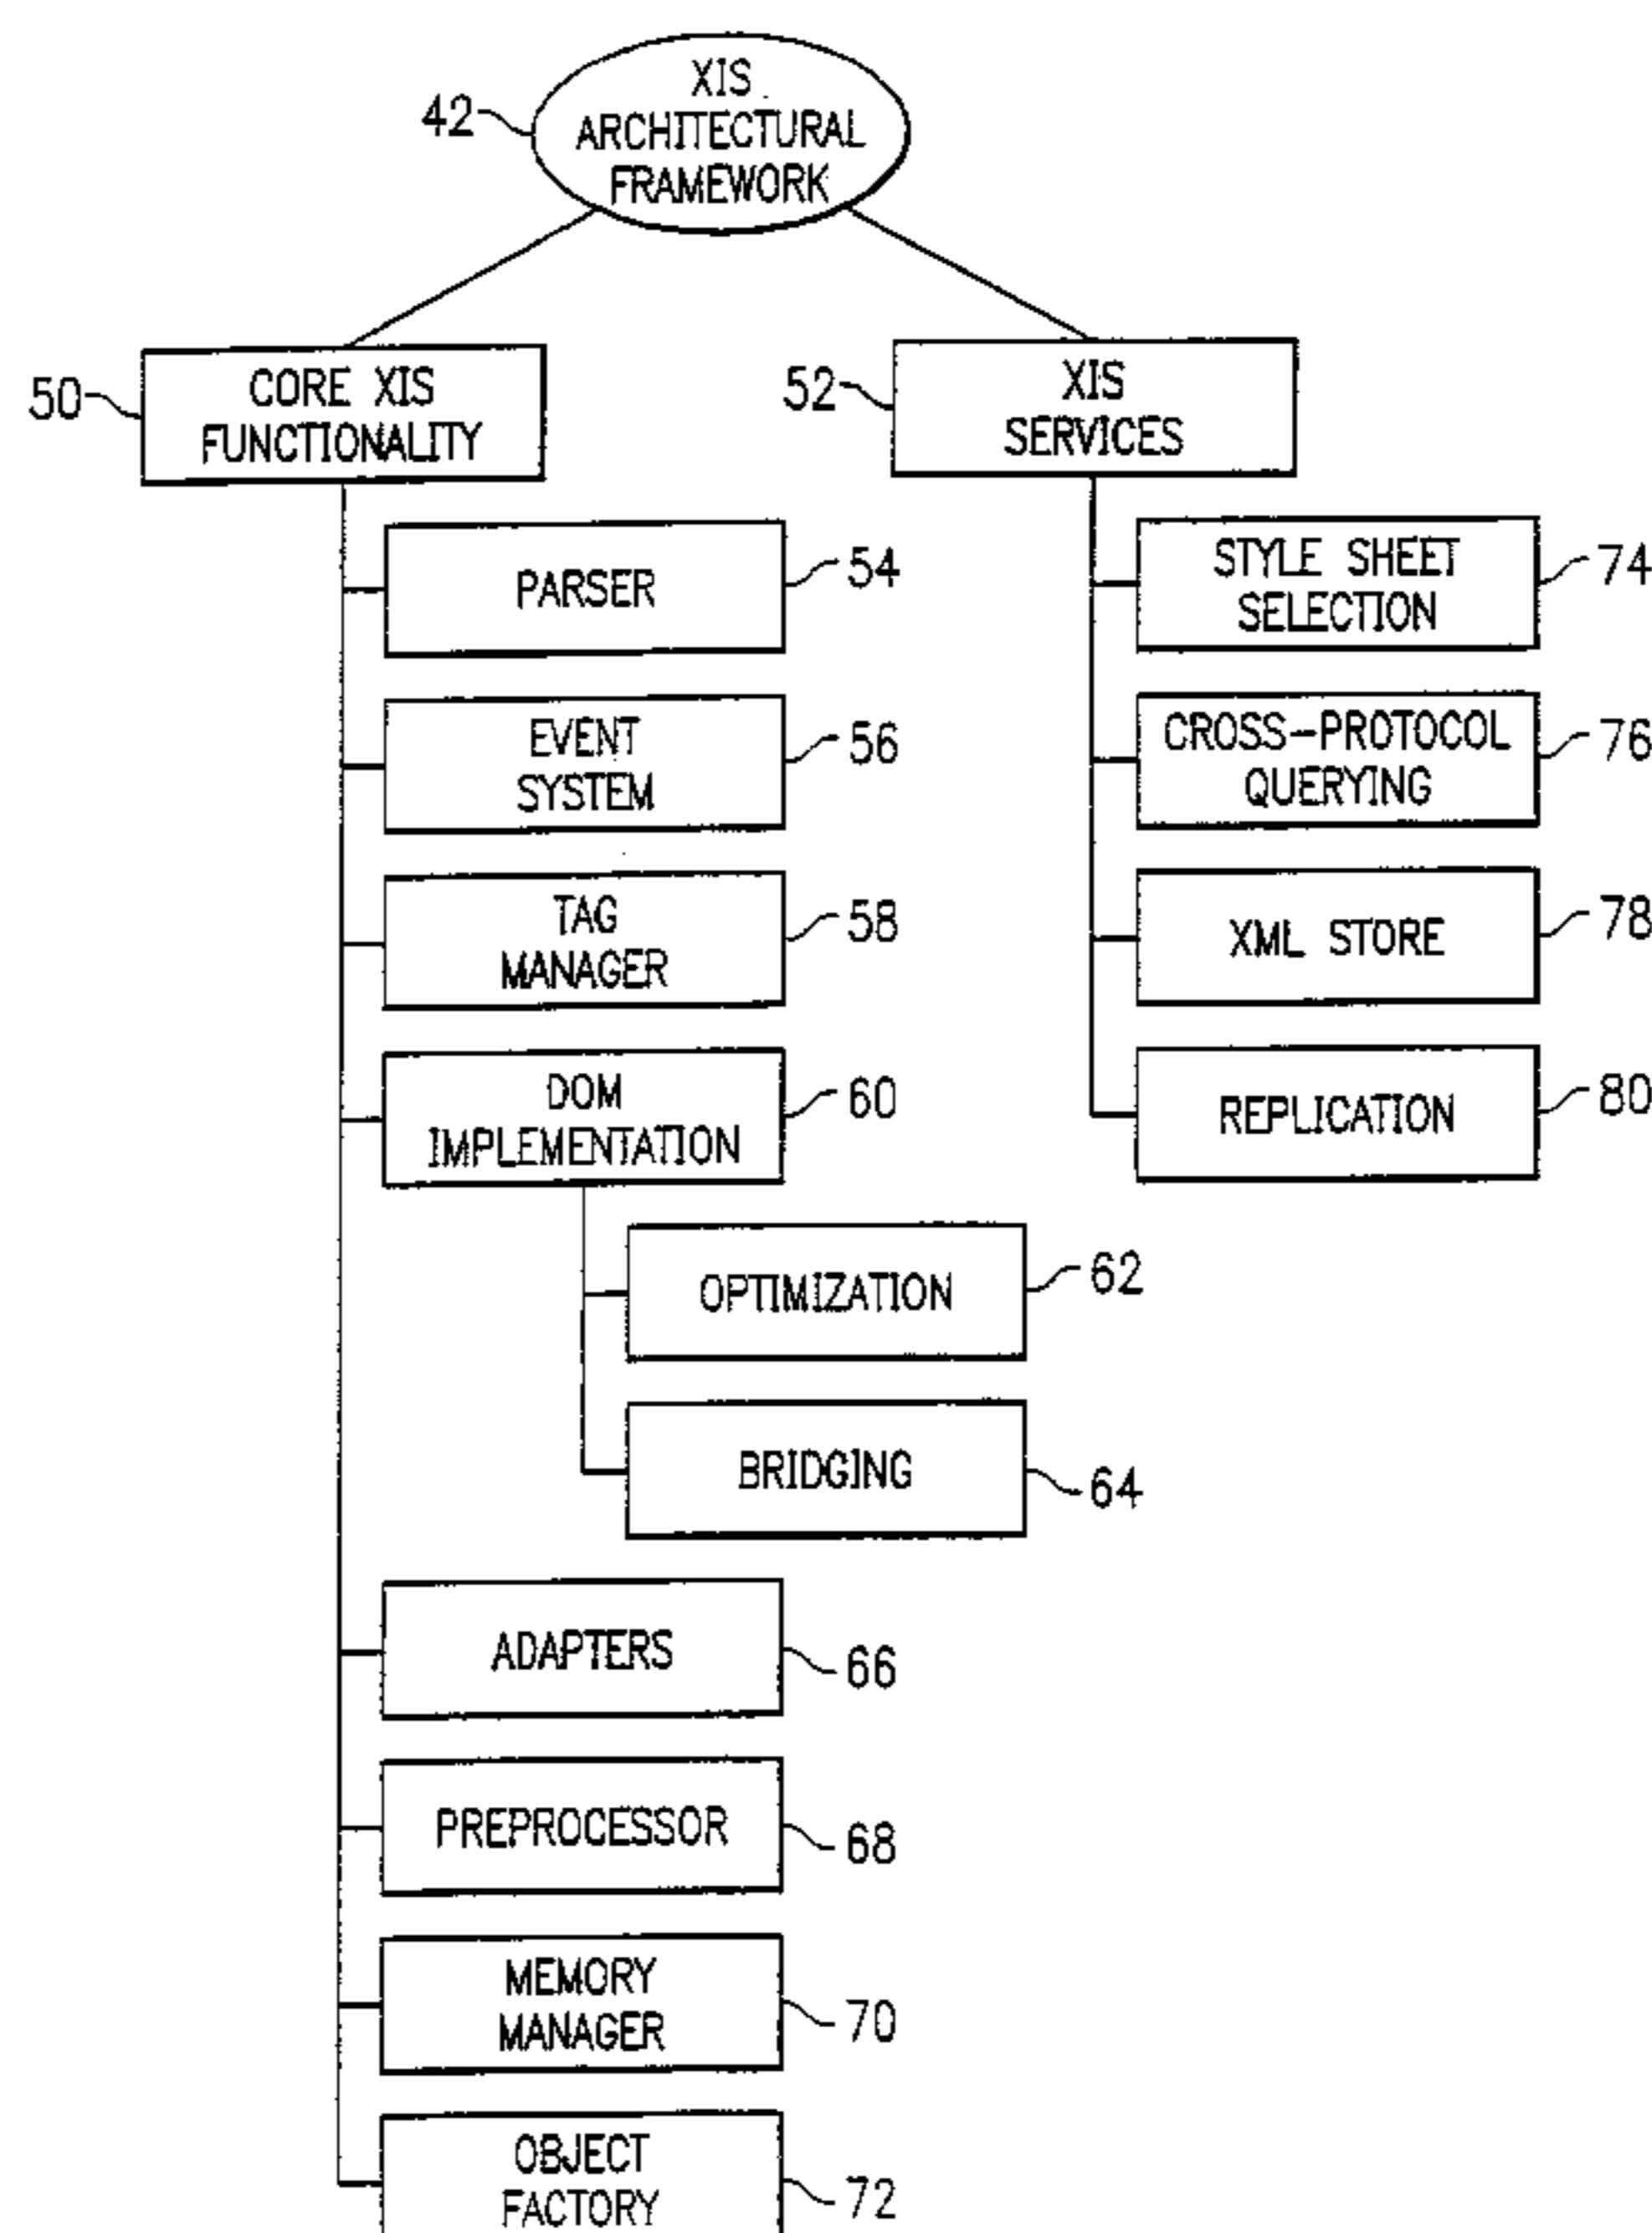 XIS
ARCHITECTURAL
FRAMEWORK
42
CORE XIS
FUNCTIONALITY
50
XIS
SERVICES
52
PARSER
54
STYLE SHEET
SELECTION
74
EVENT
SYSTEM
56
CROSS-PROTOCOL
QUERYING
76
TAG
MANAGER
58
XML STORE
78
DOM
IMPLEMENTATION
60
REPLICATION
80
OPTIMIZATION
62
BRIDGING
64
ADAPTERS
66
PREPROCESSOR
68
MEMORY
MANAGER
70
OBJECT
FACTORY
72